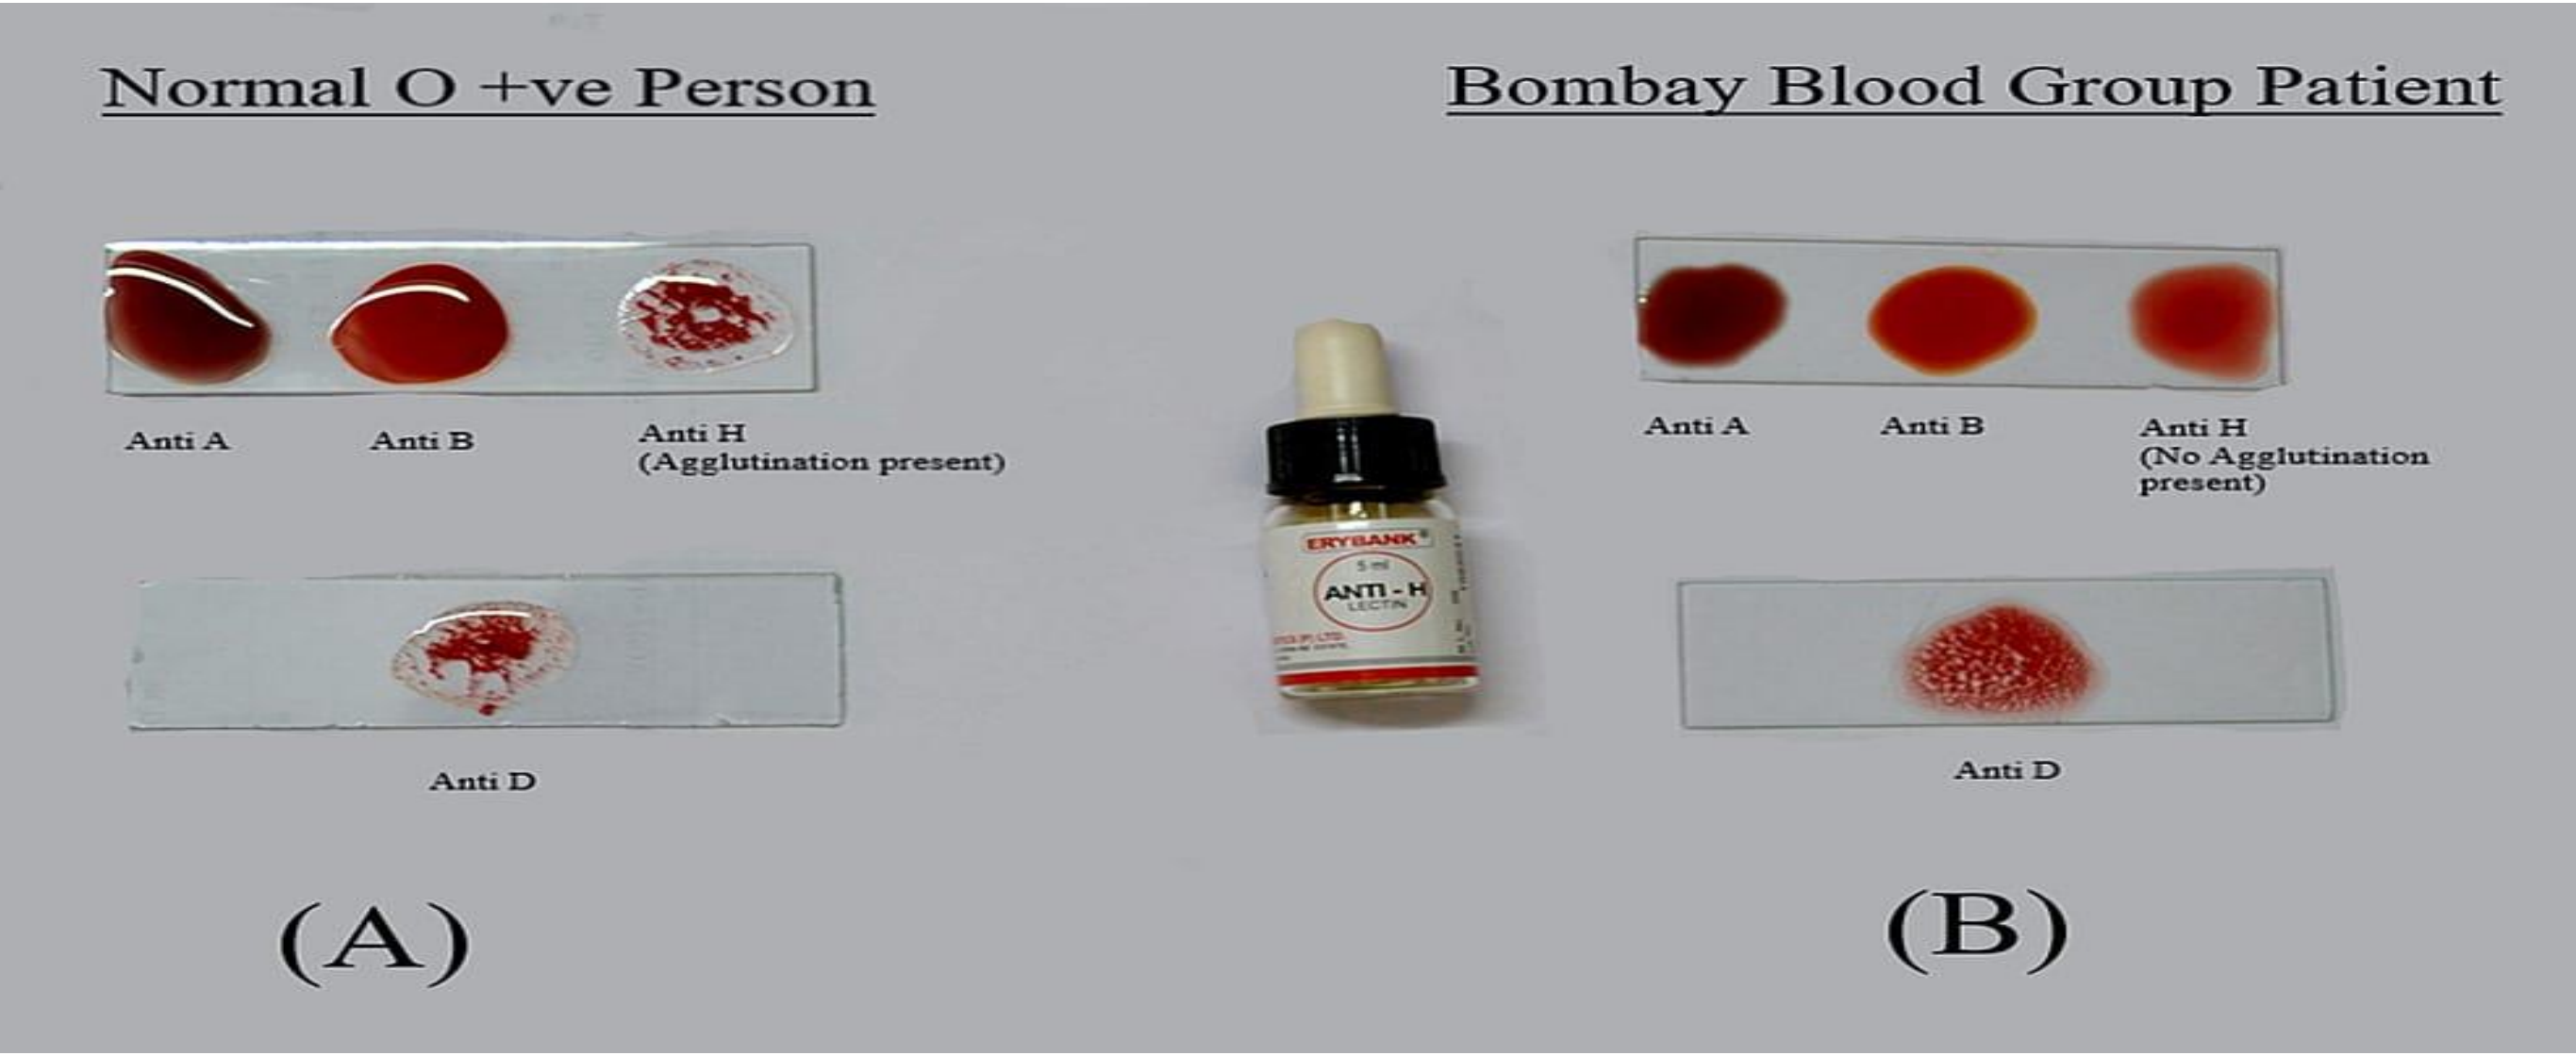 Normal O +ve Person
Bombay Blood Group Patient
Anti A
Anti B
Anti H
(Agglutination present)
Anti A
Anti B
Anti H
(No Agglutination
present)
ERYBANK®
5 ml
ANTI - H
LECTIN
LTD.
Anti D
Anti D
(A)
(B)